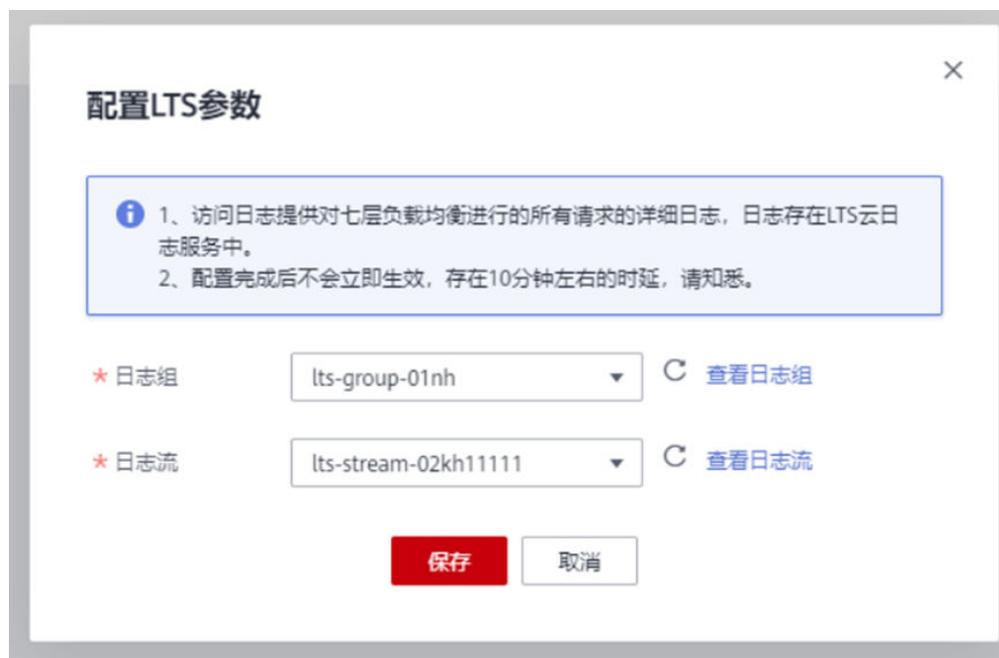 配置LTS参数
1、访问日志提供对七层负载均衡进行的所有请求的详细日志，日志存在LTS云日
志服务中。
2、配置完成后不会立即生效，存在10分钟左右的时延，请知悉。
* 日志组 lts-group-01nh 查看日志组
* 日志流 lts-stream-02kh11111 查看日志流
保存 取消